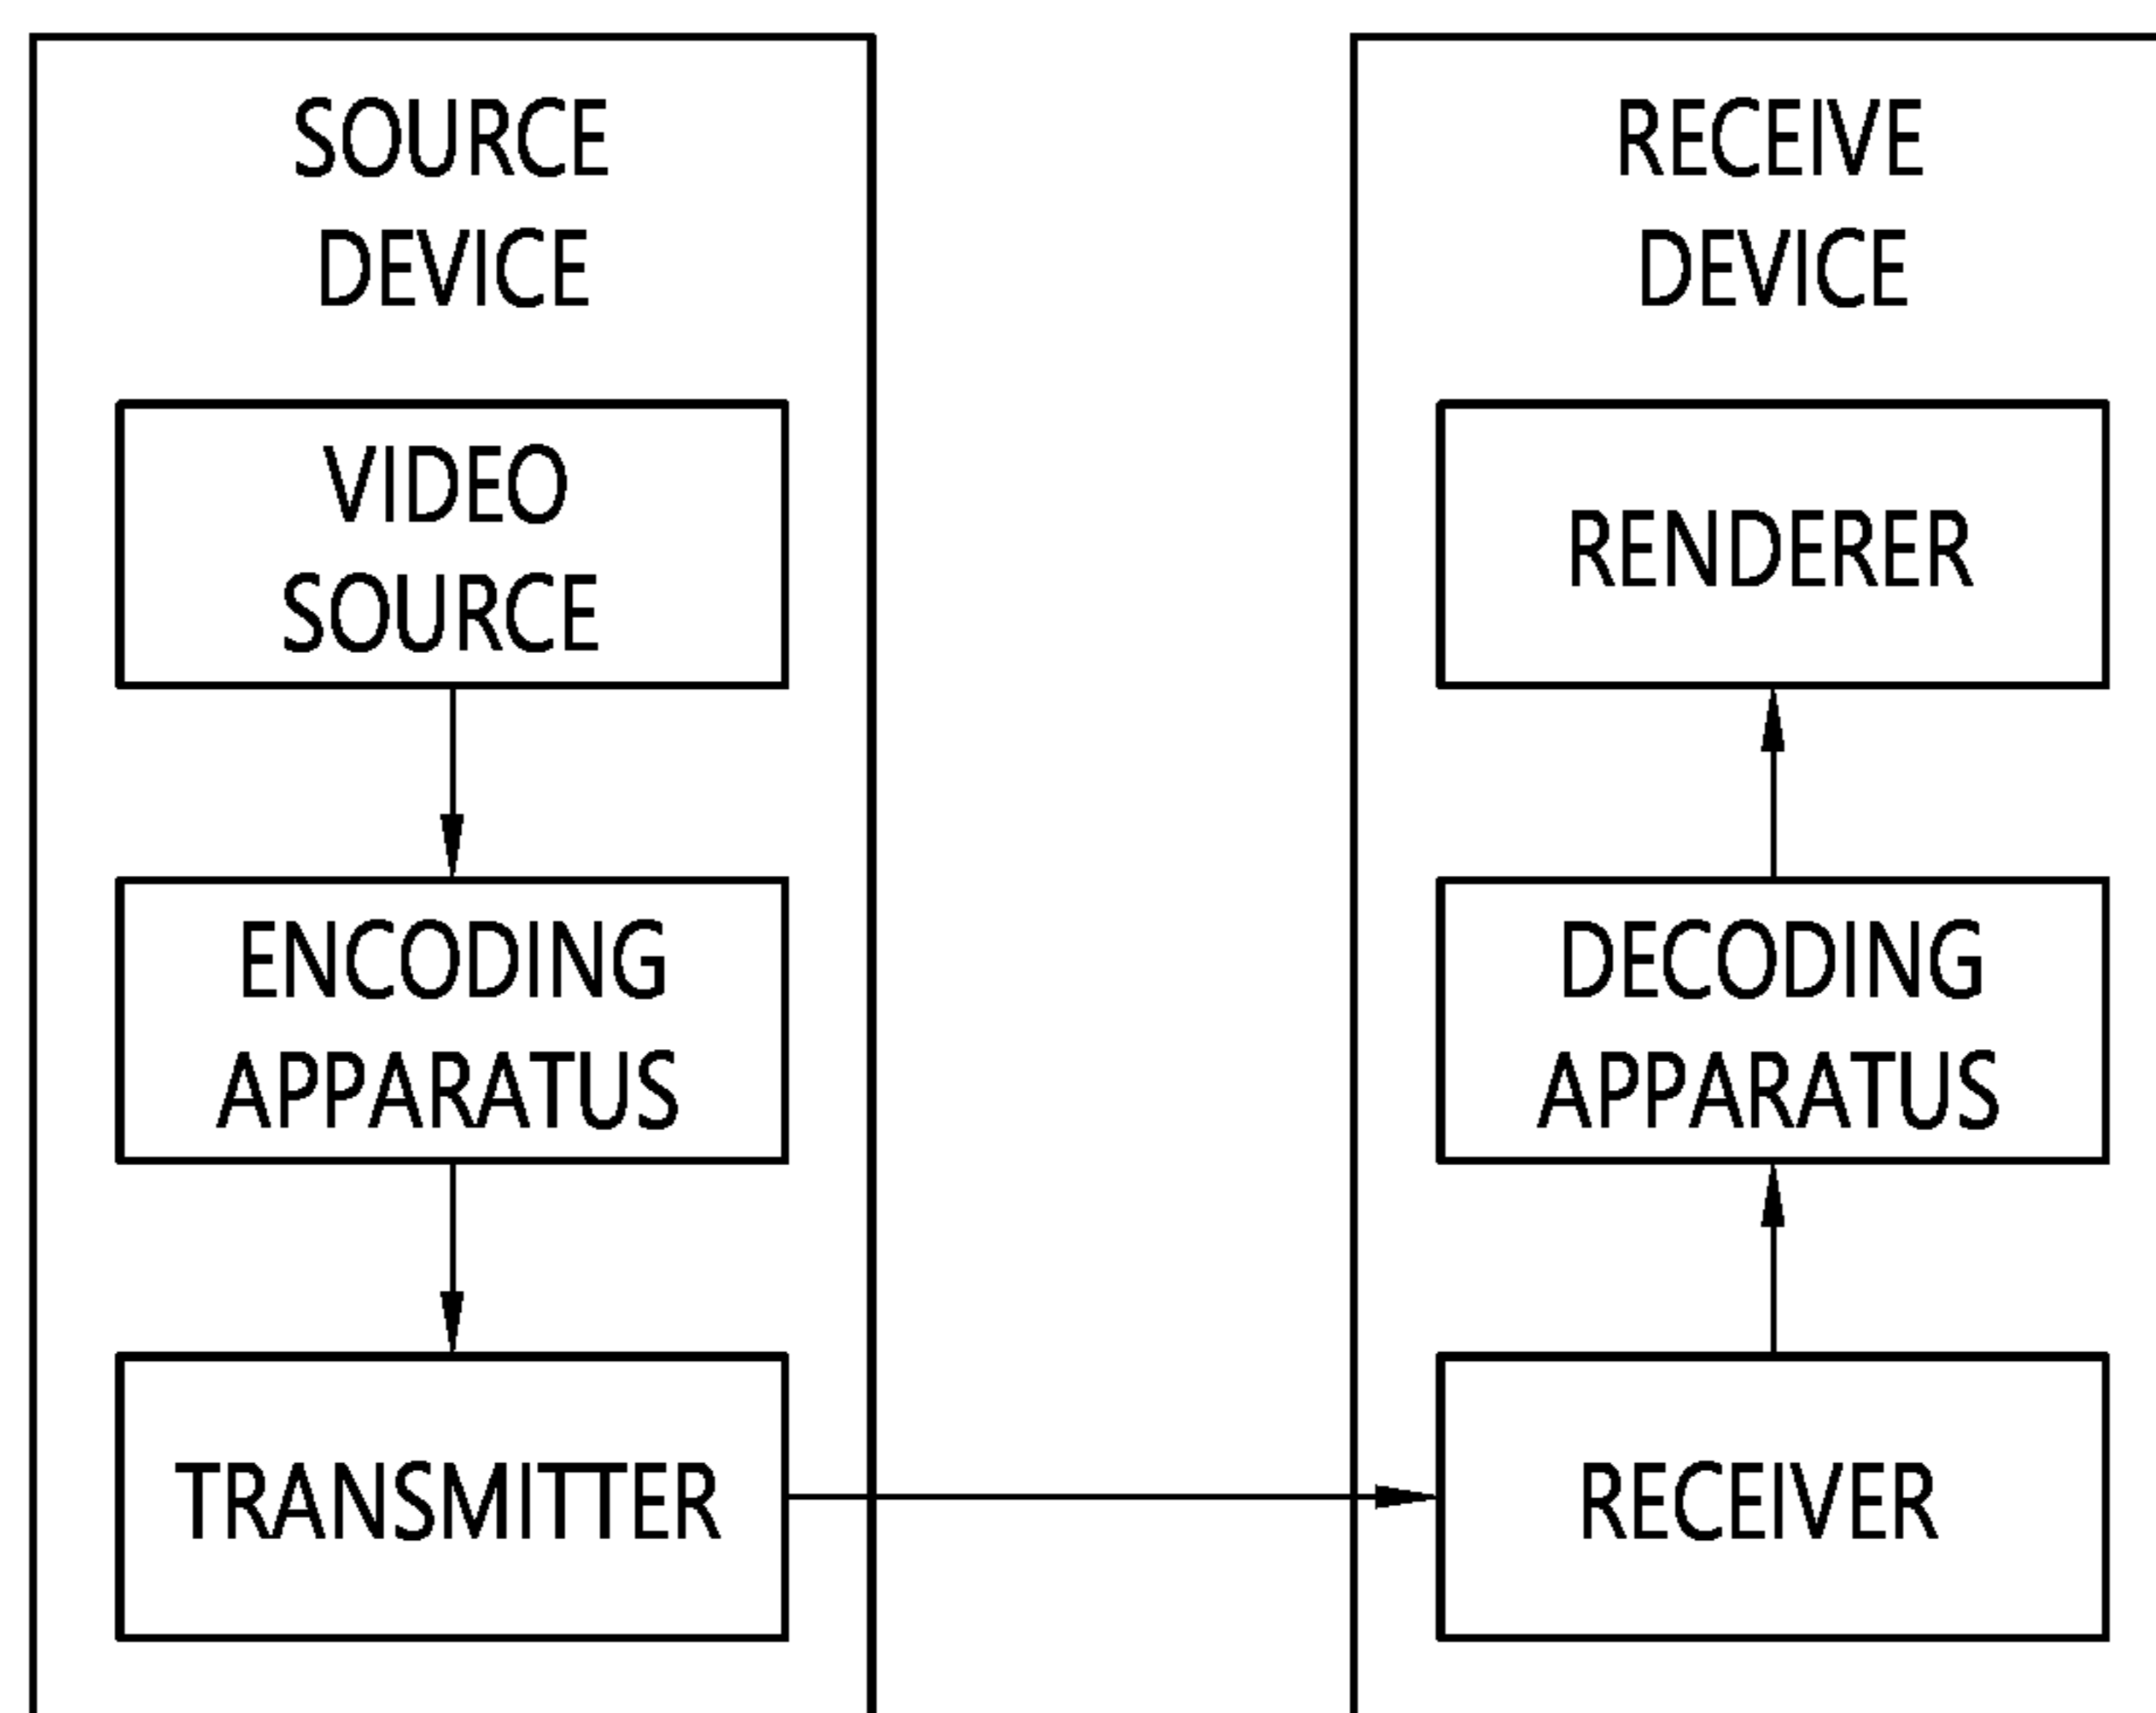 SOURCE
DEVICE
VIDEO
SOURCE
ENCODING
APPARATUS
TRANSMITTER
RECEIVE
DEVICE
RENDERER
DECODING
APPARATUS
RECEIVER